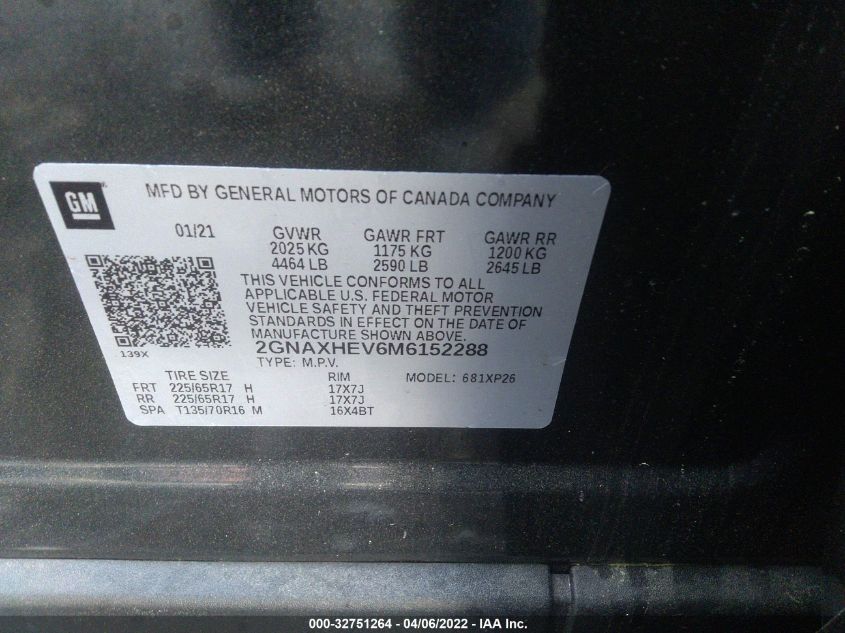 GM
MFD BY GENERAL MOTORS OF CANADA COMPANY
01/21 GVWR GAWR FRT GAWR RR
2025 KG 1175 KG 1200 KG
4464 LB 2590 LB 2645 LB
THIS VEHICLE CONFORMS TO ALL
APPLICABLE U.S. FEDERAL MOTOR
VEHICLE SAFETY AND THEFT PREVENTION
STANDARDS IN EFFECT ON THE DATE OF
MANUFACTURE SHOWN ABOVE.
139X 2GNAXHEV6M6152288
TYPE: M.P.V.
TIRE SIZE RIM MODEL: 681XP26
FRT 225/65R17 H 17X7J
RR 225/65R17 H 17X7J
SPA T135/70R16 M 16X4BT
000-32751264 - 04/06/2022 - IAA Inc.